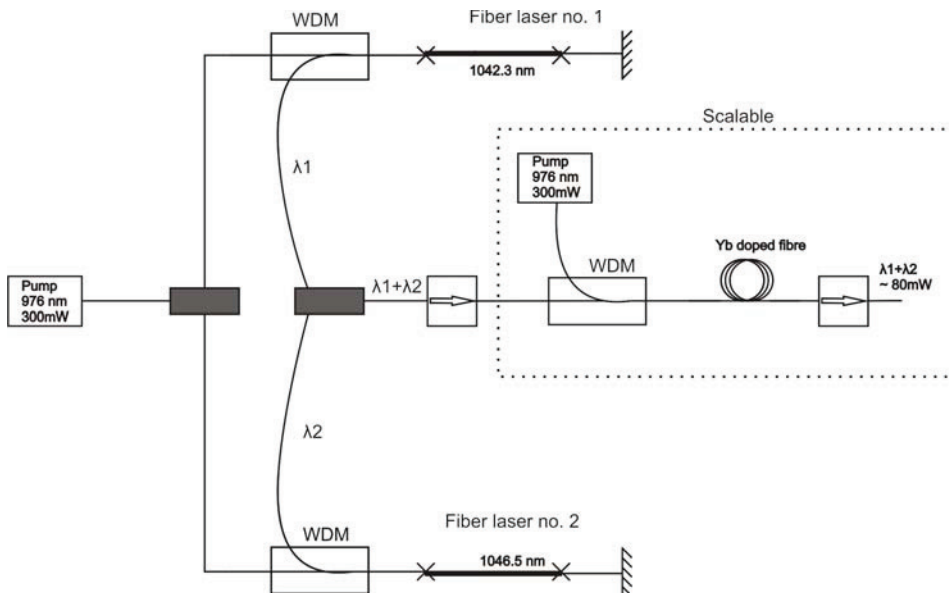 WDM
Fiber laser no. 1
1042.3 nm
Scalable
λ1
Pump
976 nm
300mW
Yb doped fibre
WDM
λ1+λ2
Pump
976 nm
300mW
λ1+λ2
~ 80mW
λ2
WDM
Fiber laser no. 2
1046.5 nm